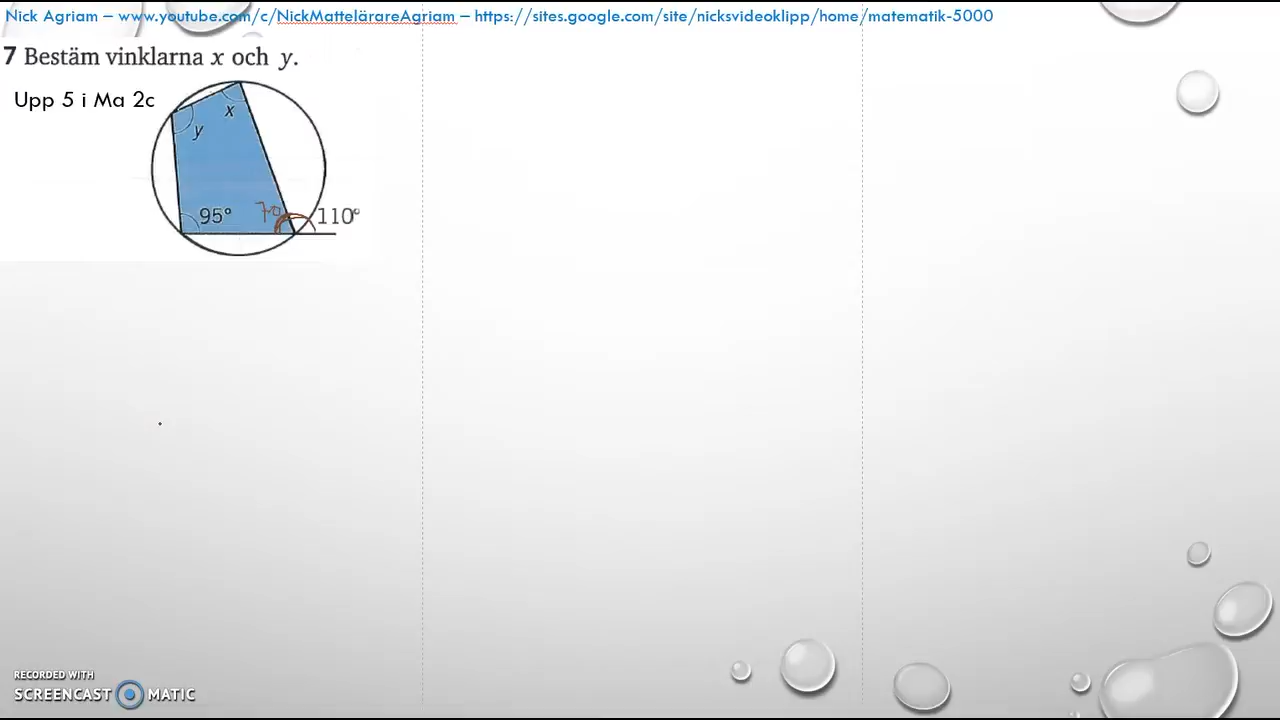 Nick Agriam – www.youtube.com/c/NickMattelärareAgriam – https://sites.google.com/site/nicksvideoklipp/home/matematik-5000
7 Bestäm vinklarna x och y.
Upp 5 i Ma 2c
x
y
95° 70 110°
RECORDED WITH
SCREENCAST MATIC